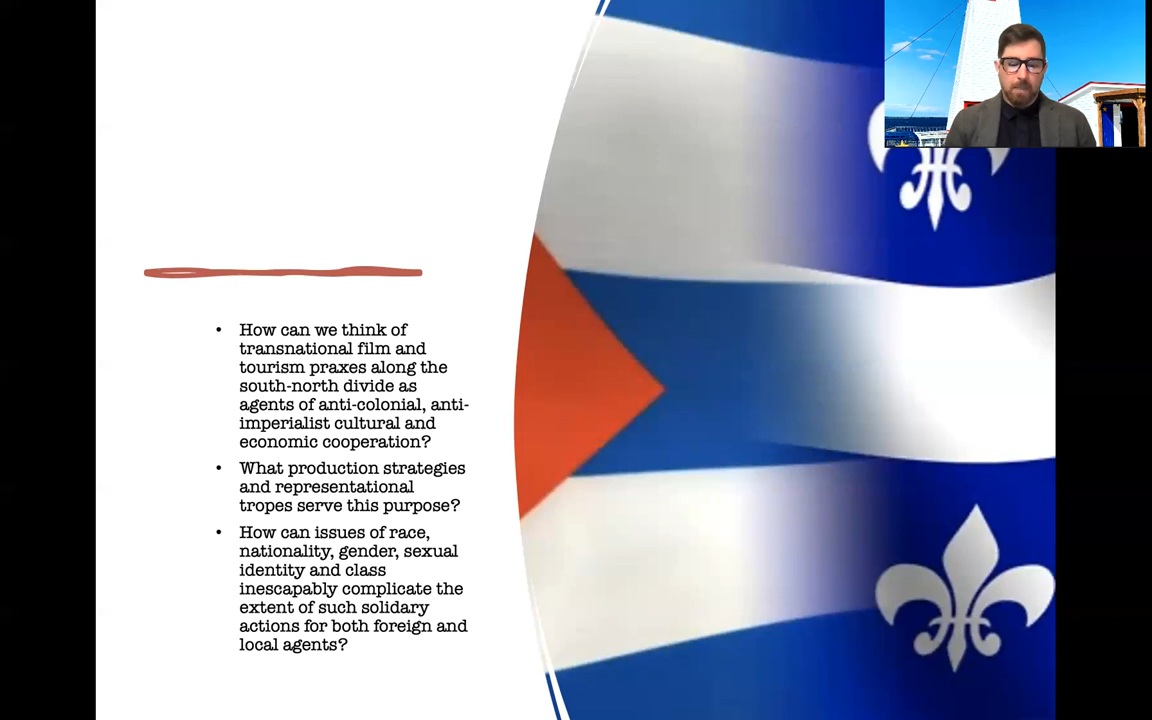 • How can we think of
transnational film and
tourism praxes along the
south-north divide as
agents of anti-colonial, anti-
imperialist cultural and
economic cooperation?
• What production strategies
and representational
tropes serve this purpose?
• How can issues of race,
nationality, gender, sexual
identity and class
inescapably complicate the
extent of such solidary
actions for both foreign and
local agents?